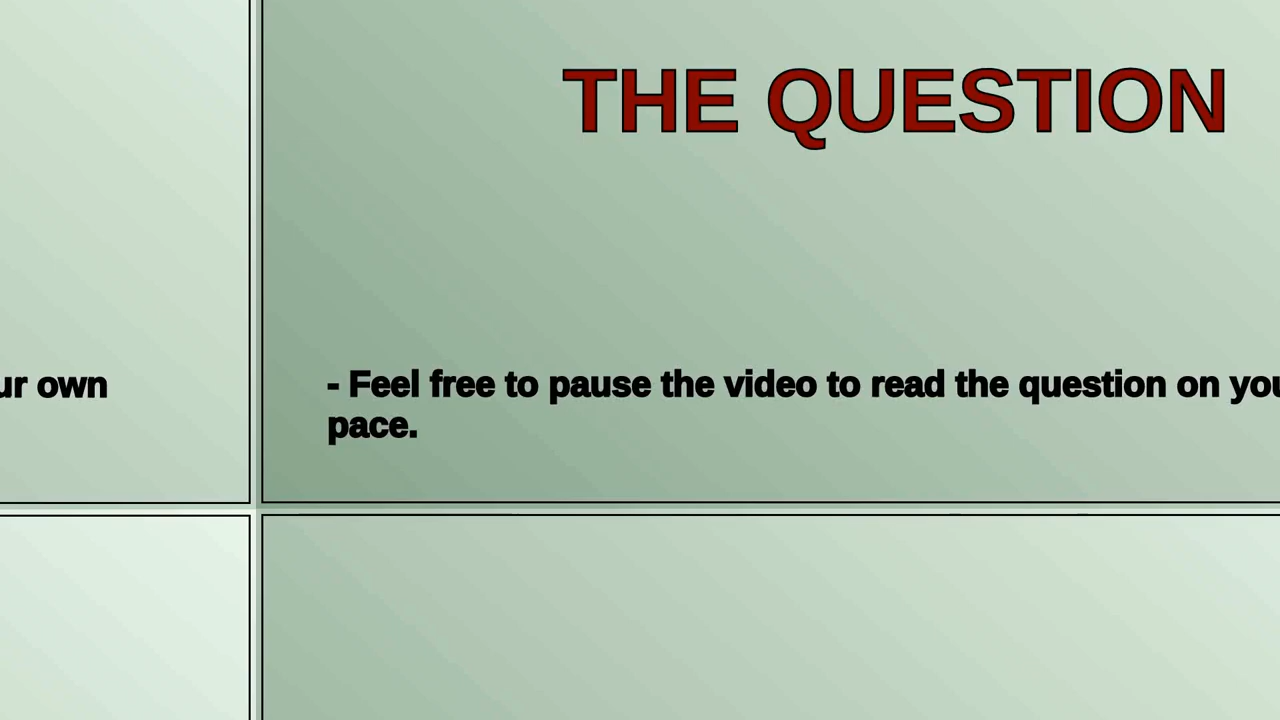 THE QUESTION
ur own
- Feel free to pause the video to read the question on you
pace.